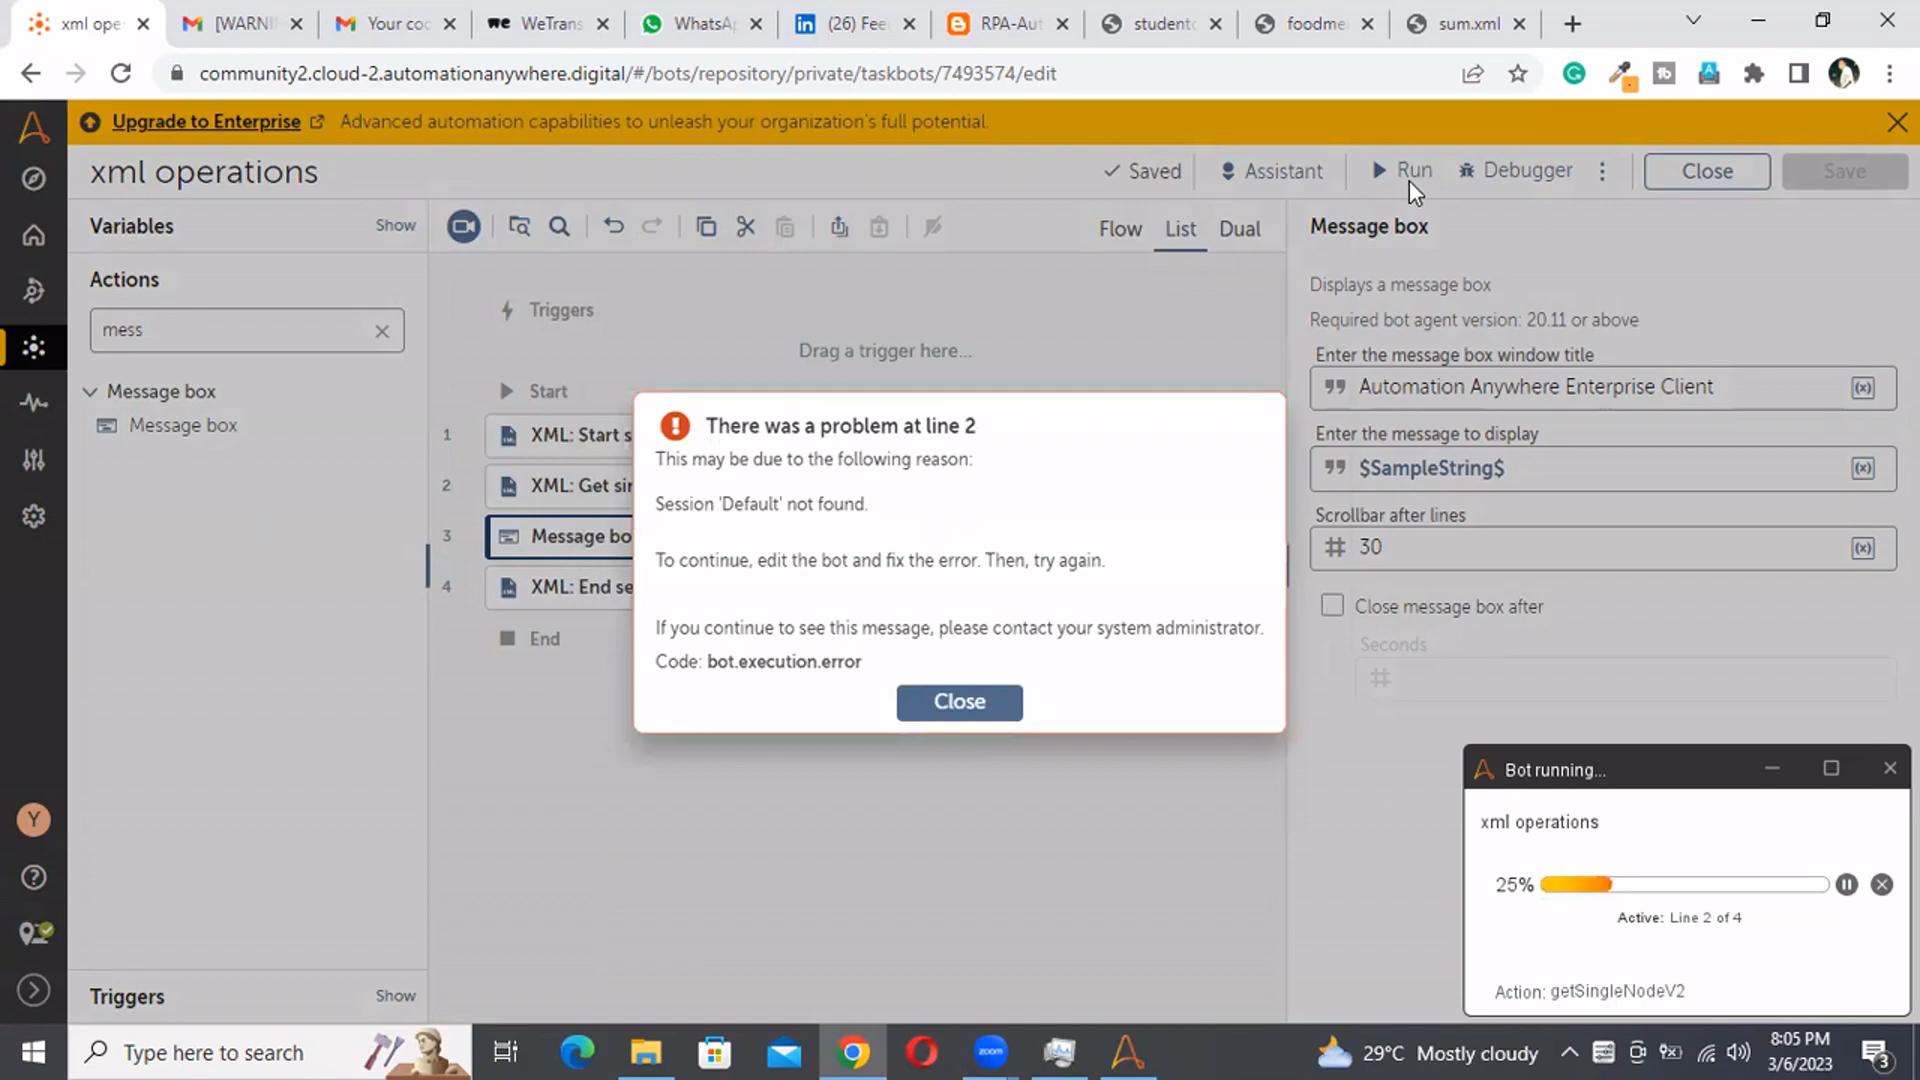 xml ope
[WARNI
Your coc
WeTrans
WhatsA
(26) Fee
RPA-Aut
student
foodme
sum.xml
community2.cloud-2.automationanywhere.digital/#/bots/repository/private/taskbots/7493574/edit
Upgrade to Enterprise Advanced automation capabilities to unleash your organization's full potential.
xml operations
Saved
Assistant
Run
Debugger
Close
Save
Variables
Show
Actions
mess
Message box
Message box
Triggers
Show
Flow
List
Dual
Triggers
Drag a trigger here...
Start
1 XML: Start s
2 XML: Get sin
3 Message bo
4 XML: End se
End
There was a problem at line 2
This may be due to the following reason:
Session 'Default' not found.
To continue, edit the bot and fix the error. Then, try again.
If you continue to see this message, please contact your system administrator.
Code: bot.execution.error
Close
Message box
Displays a message box
Required bot agent version: 20.11 or above
Enter the message box window title
Automation Anywhere Enterprise Client
(x)
Enter the message to display
$SampleString$
(x)
Scrollbar after lines
# 30
(x)
Close message box after
Seconds
#
Bot running...
xml operations
25%
Active: Line 2 of 4
Action: getSingleNodeV2
Y
Type here to search
zoom
29°C Mostly cloudy
8:05 PM
3/6/2023
3